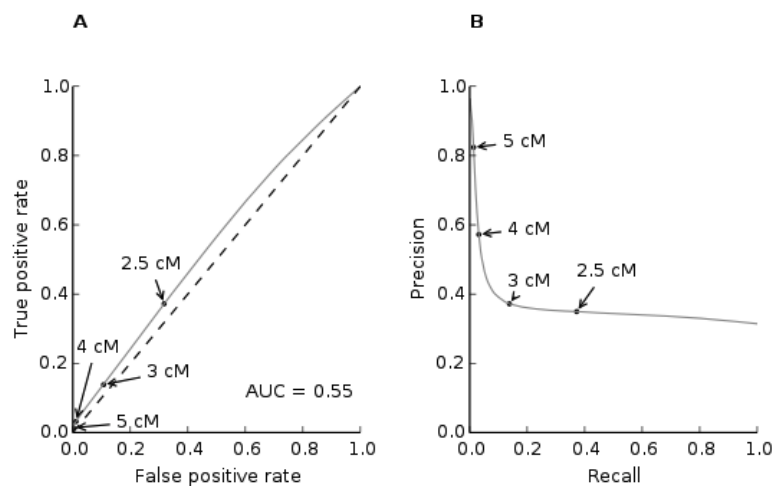 A
B
1.0
0.8
0.6
0.4
0.2
0.0
True positive rate
2.5 cM
4 cM
3 cM
5 cM
AUC = 0.55
0.0 0.2 0.4 0.6 0.8 1.0
False positive rate
1.0
0.8
0.6
0.4
0.2
0.0
Precision
5 cM
4 cM
3 cM
2.5 cM
0.0 0.2 0.4 0.6 0.8 1.0
Recall